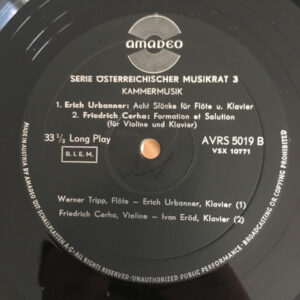 amadeo
SERIE ÖSTERREICHISCHER MUSIKRAT 3
KAMMERMUSIK
1. Erich Urbanner: Acht Stücke für Flöte u. Klavier
2. Friedrich Cerha: Formation et Solution
(für Violine und Klavier)
33 1/3 Long Play
AVRS 5019 B
B.I.E.M.
VSX 10771
Werner Tripp, Flöte – Erich Urbanner, Klavier (1)
Friedrich Cerha, Violine – Ivan Eröd, Klavier (2)
MADE IN AUSTRIA BY AMADEO DIE SCHALLPLATTEN A.G. · ALL RIGHTS RESERVED · UNAUTHORIZED PUBLIC PERFORMANCE · BROADCASTING OR COPYING PROHIBITED